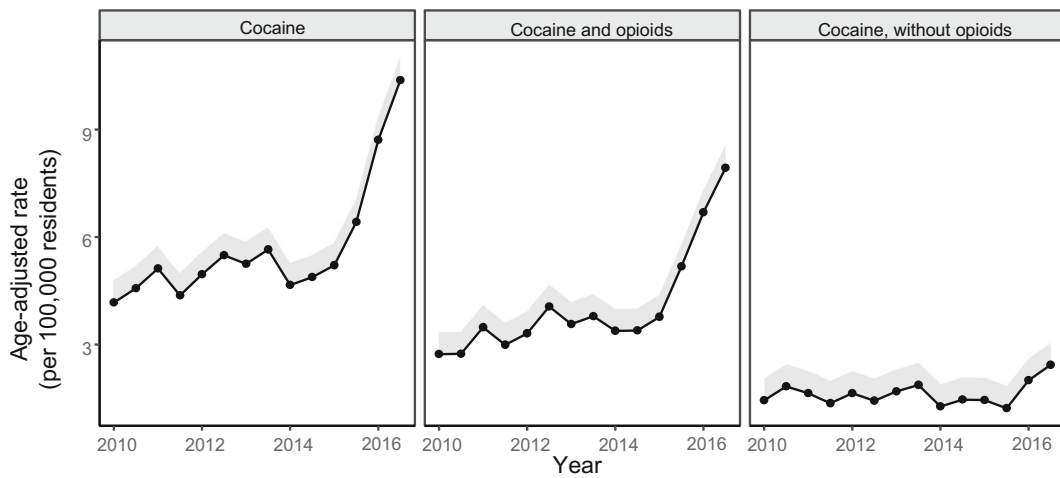 Cocaine
Cocaine and opioids
Cocaine, without opioids
Age-adjusted rate
(per 100,000 residents)
9
6
3
2010 2012 2014 2016
2010 2012 2014 2016
2010 2012 2014 2016
Year